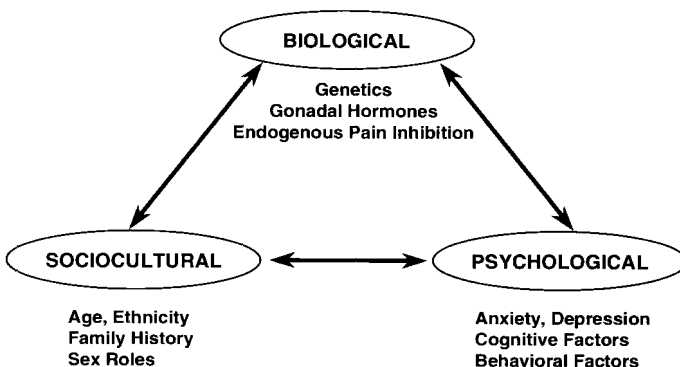 BIOLOGICAL
Genetics
Gonadal Hormones
Endogenous Pain Inhibition
SOCIOCULTURAL
Age, Ethnicity
Family History
Sex Roles
PSYCHOLOGICAL
Anxiety, Depression
Cognitive Factors
Behavioral Factors